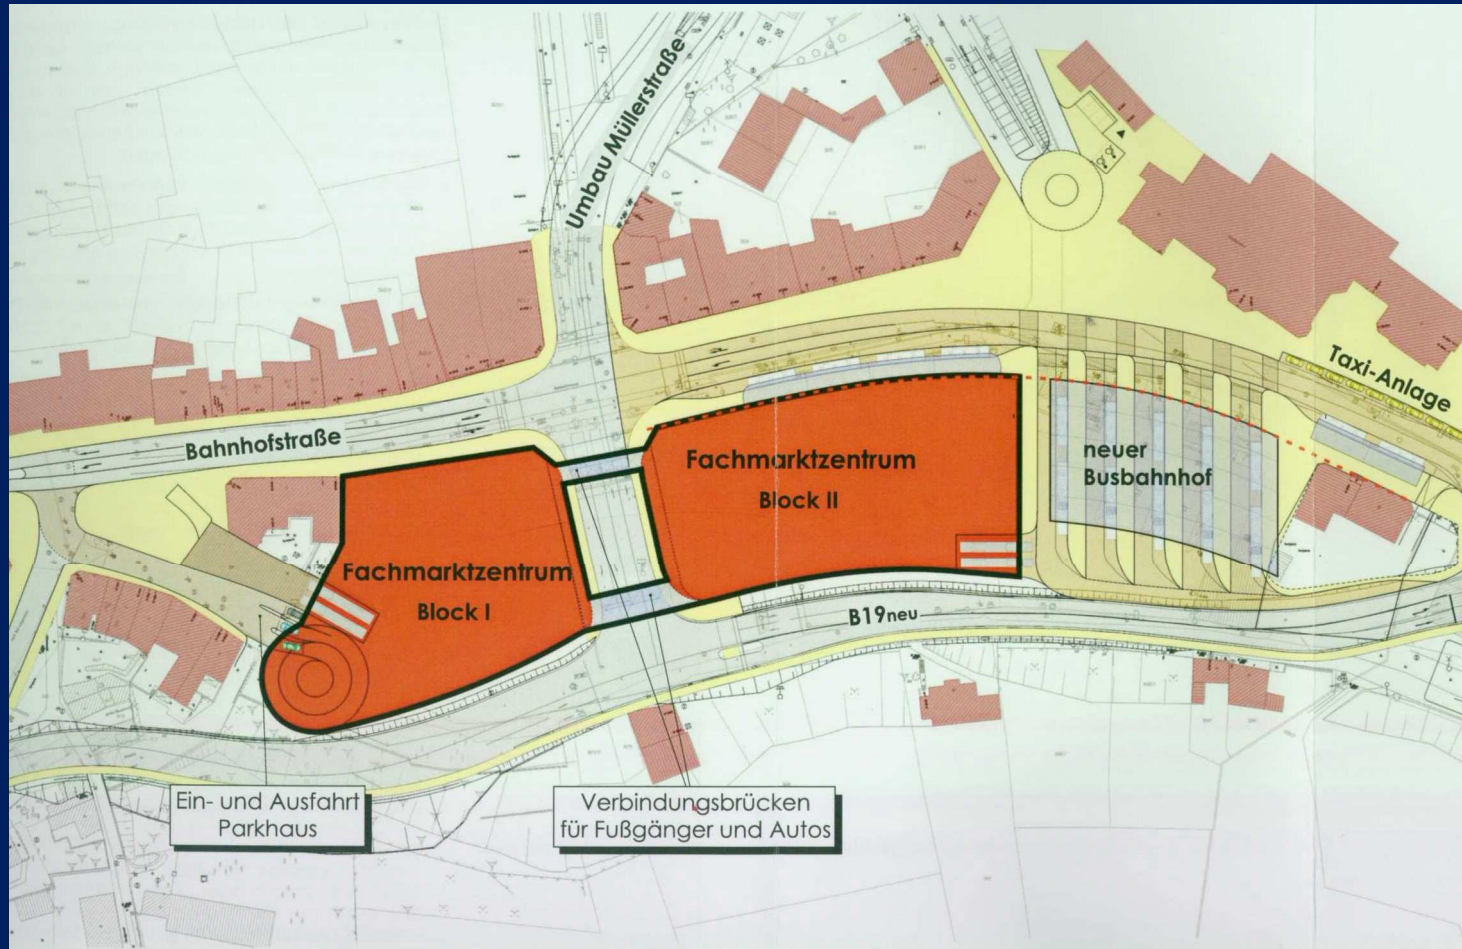 Umbau Müllerstraße
Taxi-Anlage
Bahnhofstraße
neuer
Busbahnhof
Fachmarktzentrum
Block II
Fachmarktzentrum
Block I
B19neu
Ein- und Ausfahrt
Parkhaus
Verbindungsbrücken
für Fußgänger und Autos